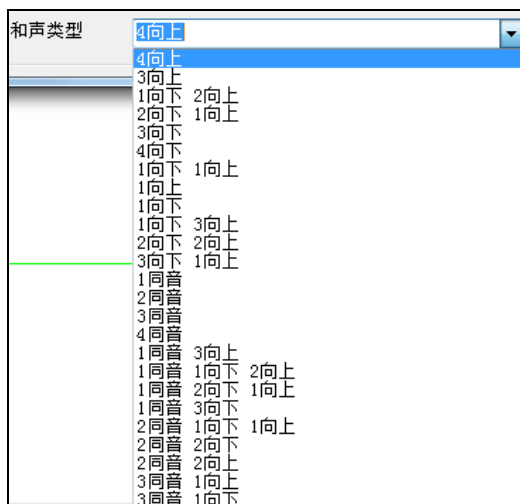 和声类型 4向上
4向上
3向上
1向下 2向上
2向下 1向上
3向下
4向下
1向下 1向上
1向上
1向下
1向下 3向上
2向下 2向上
3向下 1向上
1同音
2同音
3同音
4同音
1同音 3向上
1同音 1向下 2向上
1同音 2向下 1向上
1同音 3向下
2同音 1向下 1向上
2同音 2向下
2同音 2向上
3同音 1向上
3同音 1向下